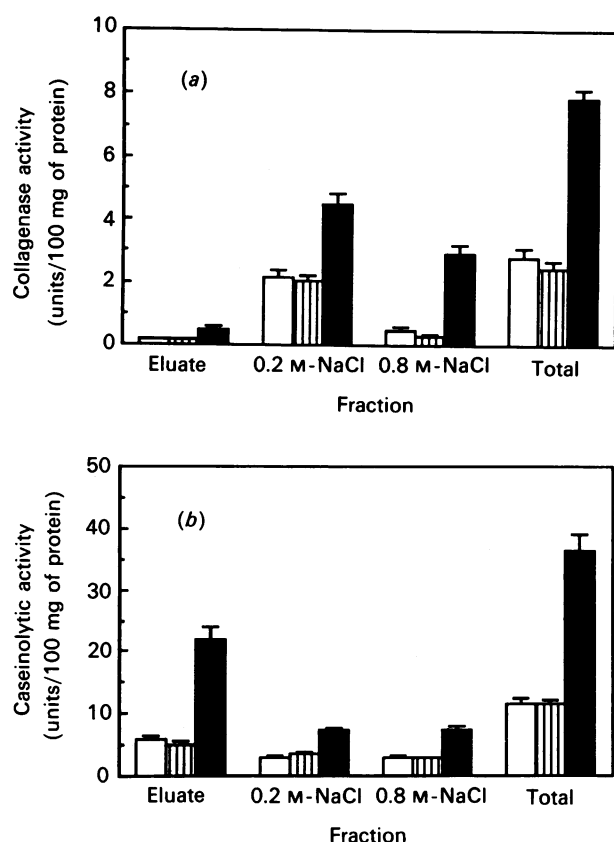 10
8
6
4
2
0
(a)
Collagenase activity
(units/100 mg of protein)
Eluate 0.2 M-NaCl 0.8 M-NaCl Total
Fraction
50
40
30
20
10
0
(b)
Caseinolytic activity
(units/100 mg of protein)
Eluate 0.2 M-NaCl 0.8 M-NaCl Total
Fraction